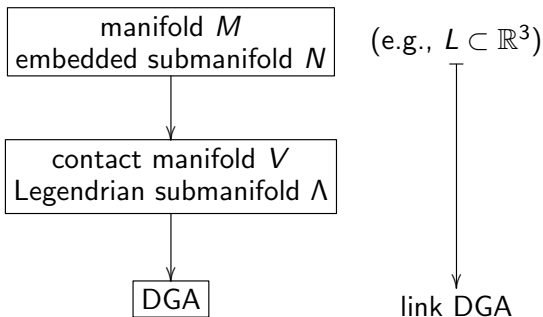 manifold M
embedded submanifold N
(e.g., L ⊂ ℝ³)
contact manifold V
Legendrian submanifold Λ
DGA
link DGA